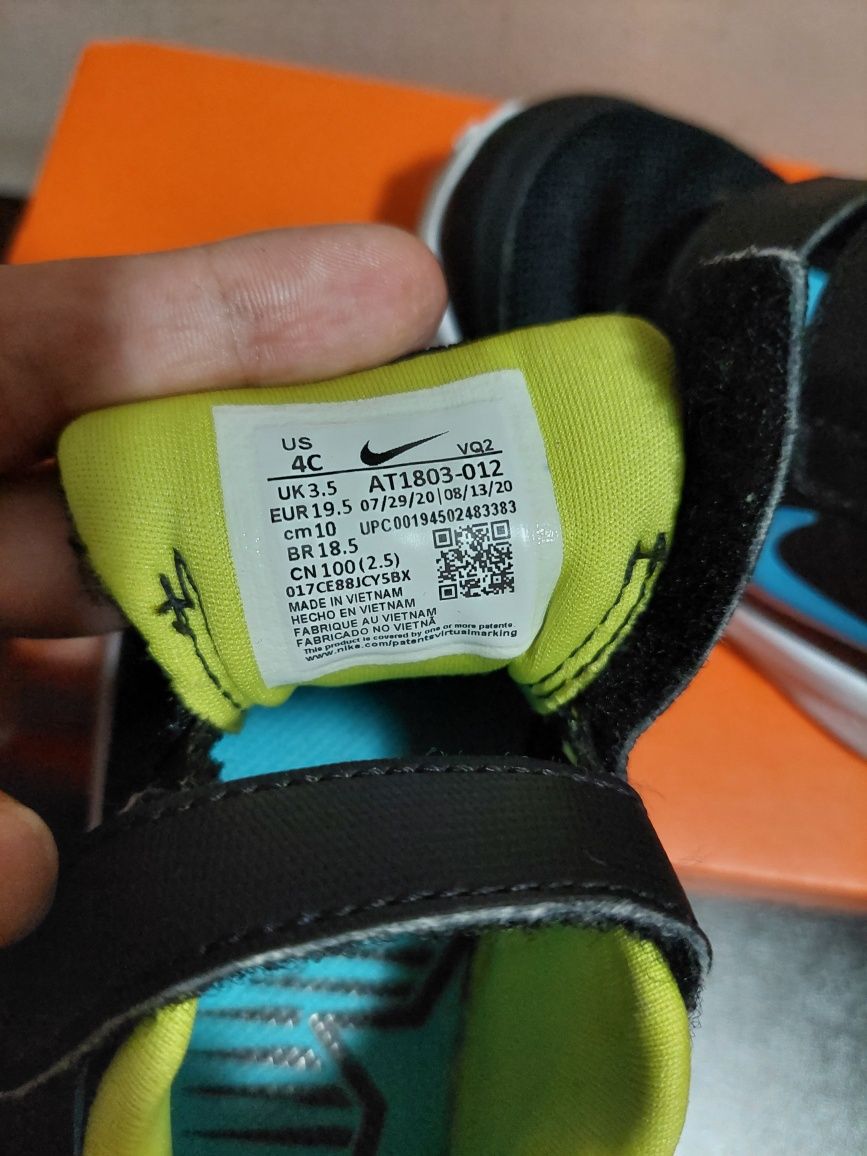 US
4C
VQ2
UK 3.5 AT1803-012
EUR 19.5 07/29/20|08/13/20
cm 10 UPC00194502483383
BR 18.5
CN 100 (2.5)
017CE88JCY5BX
MADE IN VIETNAM
HECHO EN VIETNAM
FABRIQUE AU VIETNAM
FABRICADO NO VIETNÃ
This product is covered by one or more patents
www.nike.com/patentsvirtualmarking